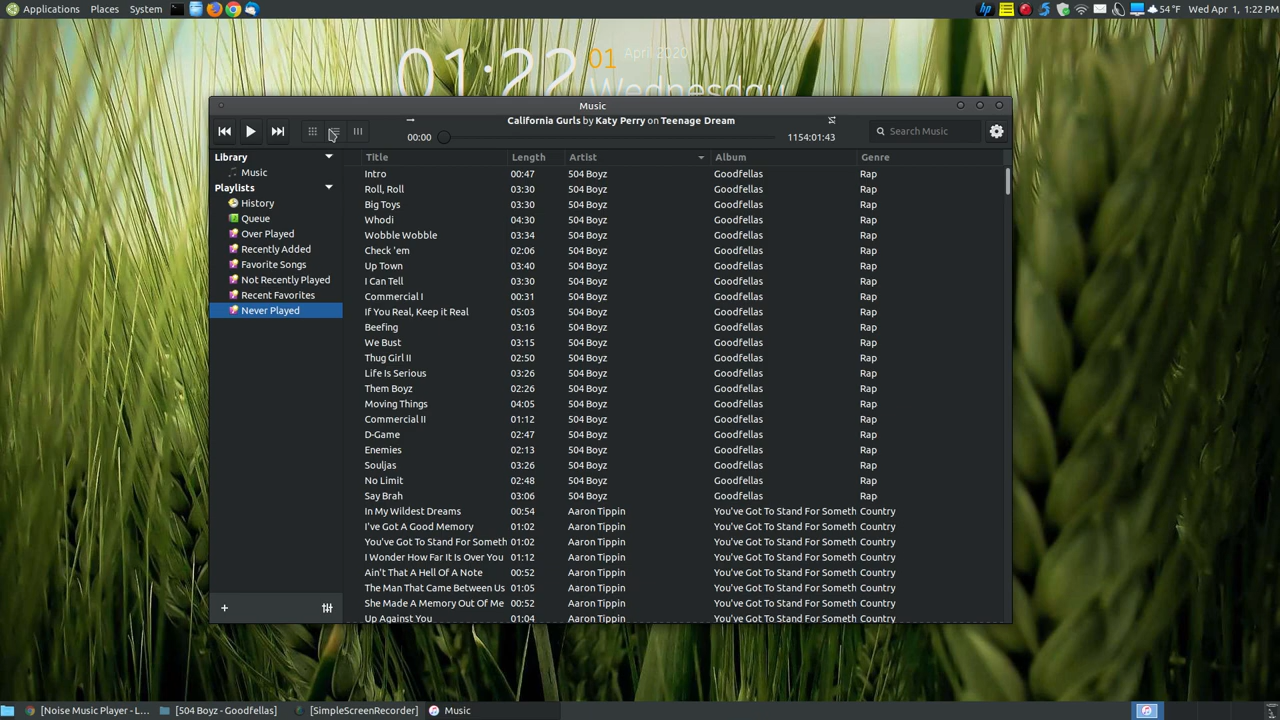 Applications Places System 54 °F Wed Apr 1, 1:22 PM
01:22 01 April 2020
Wednesday
Music
California Gurls by Katy Perry on Teenage Dream
00:00 1154:01:43 Search Music
Library
Music
Playlists
History
Queue
Over Played
Recently Added
Favorite Songs
Not Recently Played
Recent Favorites
Never Played
Title Length Artist Album Genre
Intro 00:47 504 Boyz Goodfellas Rap
Roll, Roll 03:30 504 Boyz Goodfellas Rap
Big Toys 03:30 504 Boyz Goodfellas Rap
Whodi 04:30 504 Boyz Goodfellas Rap
Wobble Wobble 03:34 504 Boyz Goodfellas Rap
Check 'em 02:06 504 Boyz Goodfellas Rap
Up Town 03:40 504 Boyz Goodfellas Rap
I Can Tell 03:30 504 Boyz Goodfellas Rap
Commercial I 00:31 504 Boyz Goodfellas Rap
If You Real, Keep it Real 05:03 504 Boyz Goodfellas Rap
Beefing 03:16 504 Boyz Goodfellas Rap
We Bust 03:15 504 Boyz Goodfellas Rap
Thug Girl II 02:50 504 Boyz Goodfellas Rap
Life Is Serious 03:26 504 Boyz Goodfellas Rap
Them Boyz 02:26 504 Boyz Goodfellas Rap
Moving Things 04:05 504 Boyz Goodfellas Rap
Commercial II 01:12 504 Boyz Goodfellas Rap
D-Game 02:47 504 Boyz Goodfellas Rap
Enemies 02:13 504 Boyz Goodfellas Rap
Souljas 03:26 504 Boyz Goodfellas Rap
No Limit 02:48 504 Boyz Goodfellas Rap
Say Brah 03:06 504 Boyz Goodfellas Rap
In My Wildest Dreams 00:54 Aaron Tippin You've Got To Stand For Someth Country
I've Got A Good Memory 01:02 Aaron Tippin You've Got To Stand For Someth Country
You've Got To Stand For Someth 01:02 Aaron Tippin You've Got To Stand For Someth Country
I Wonder How Far It Is Over You 01:12 Aaron Tippin You've Got To Stand For Someth Country
Ain't That A Hell Of A Note 00:52 Aaron Tippin You've Got To Stand For Someth Country
The Man That Came Between Us 01:05 Aaron Tippin You've Got To Stand For Someth Country
She Made A Memory Out Of Me 00:52 Aaron Tippin You've Got To Stand For Someth Country
Up Against You 01:04 Aaron Tippin You've Got To Stand For Someth Country
[Noise Music Player - L... [504 Boyz - Goodfellas] [SimpleScreenRecorder] Music